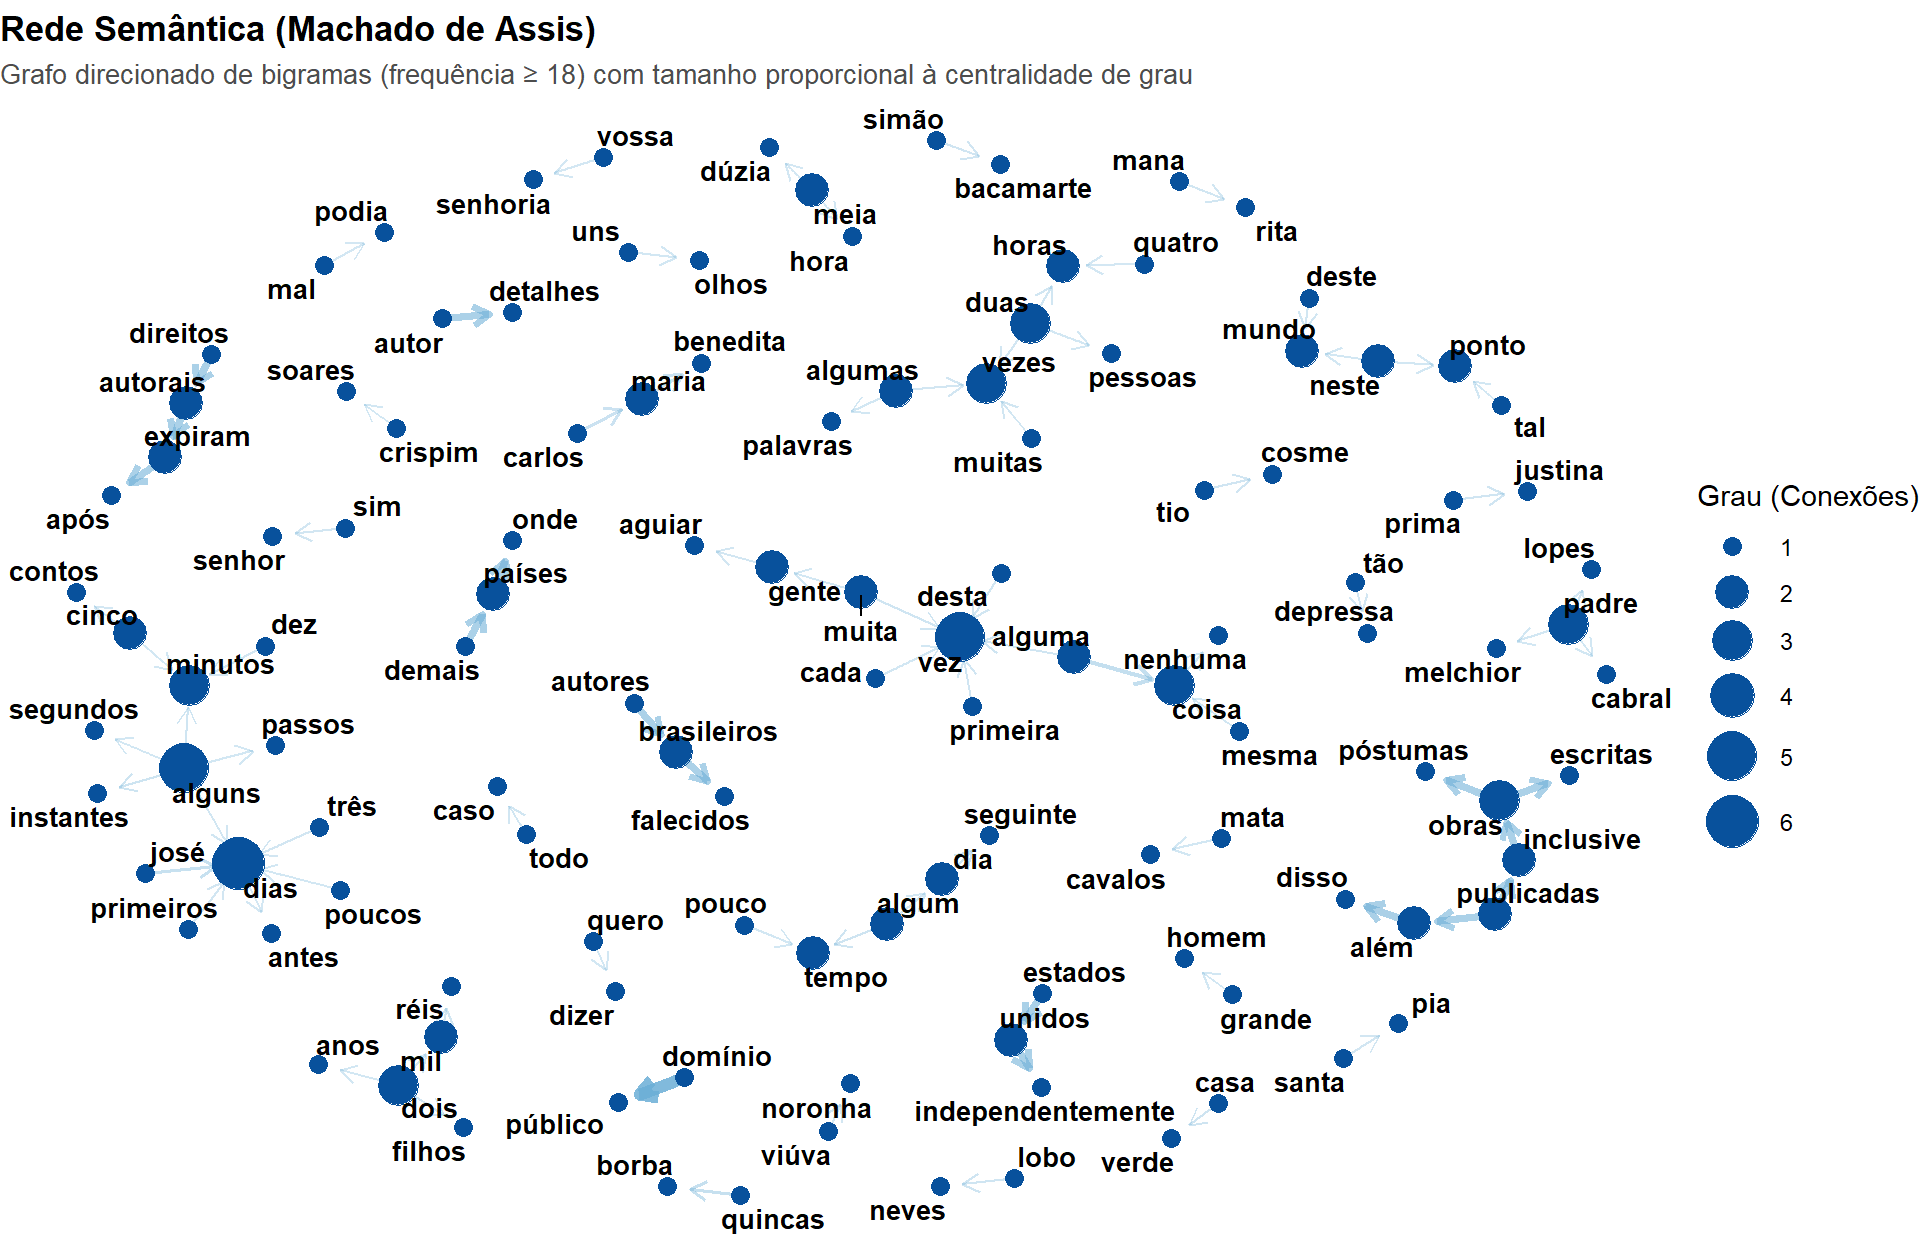 Rede Semântica (Machado de Assis)
Grafo direcionado de bigramas (frequência ≥ 18) com tamanho proporcional à centralidade de grau
simão
vossa
dúzia
mana
bacamarte
senhoria
podia
meia
uns
rita
horas
quatro
hora
deste
mal
detalhes
olhos
duas
mundo
direitos
autor
benedita
ponto
soares
vezes
algumas
autorais
maria
pessoas
neste
tal
expiram
palavras
crispim
carlos
muitas
cosme
justina
sim
tio
após
onde
aguiar
prima
lopes
senhor
tão
contos
países
gente
desta
padre
depressa
cinco
dez
muita
alguma
minutos
demais
vez
nenhuma
cada
melchior
autores
cabral
segundos
coisa
passos
brasileiros
primeira
póstumas
escritas
mesma
alguns
três
caso
instantes
falecidos
seguinte
mata
obras
inclusive
josé
todo
dia
cavalos
disso
dias
publicadas
primeiros
poucos
pouco
algum
quero
homem
além
antes
tempo
estados
réis
dizer
unidos
grande
pia
anos
mil
domínio
casa
santa
dois
noronha
independentemente
público
filhos
viúva
borba
lobo
verde
neves
quincas
Grau (Conexões)
1
2
3
4
5
6